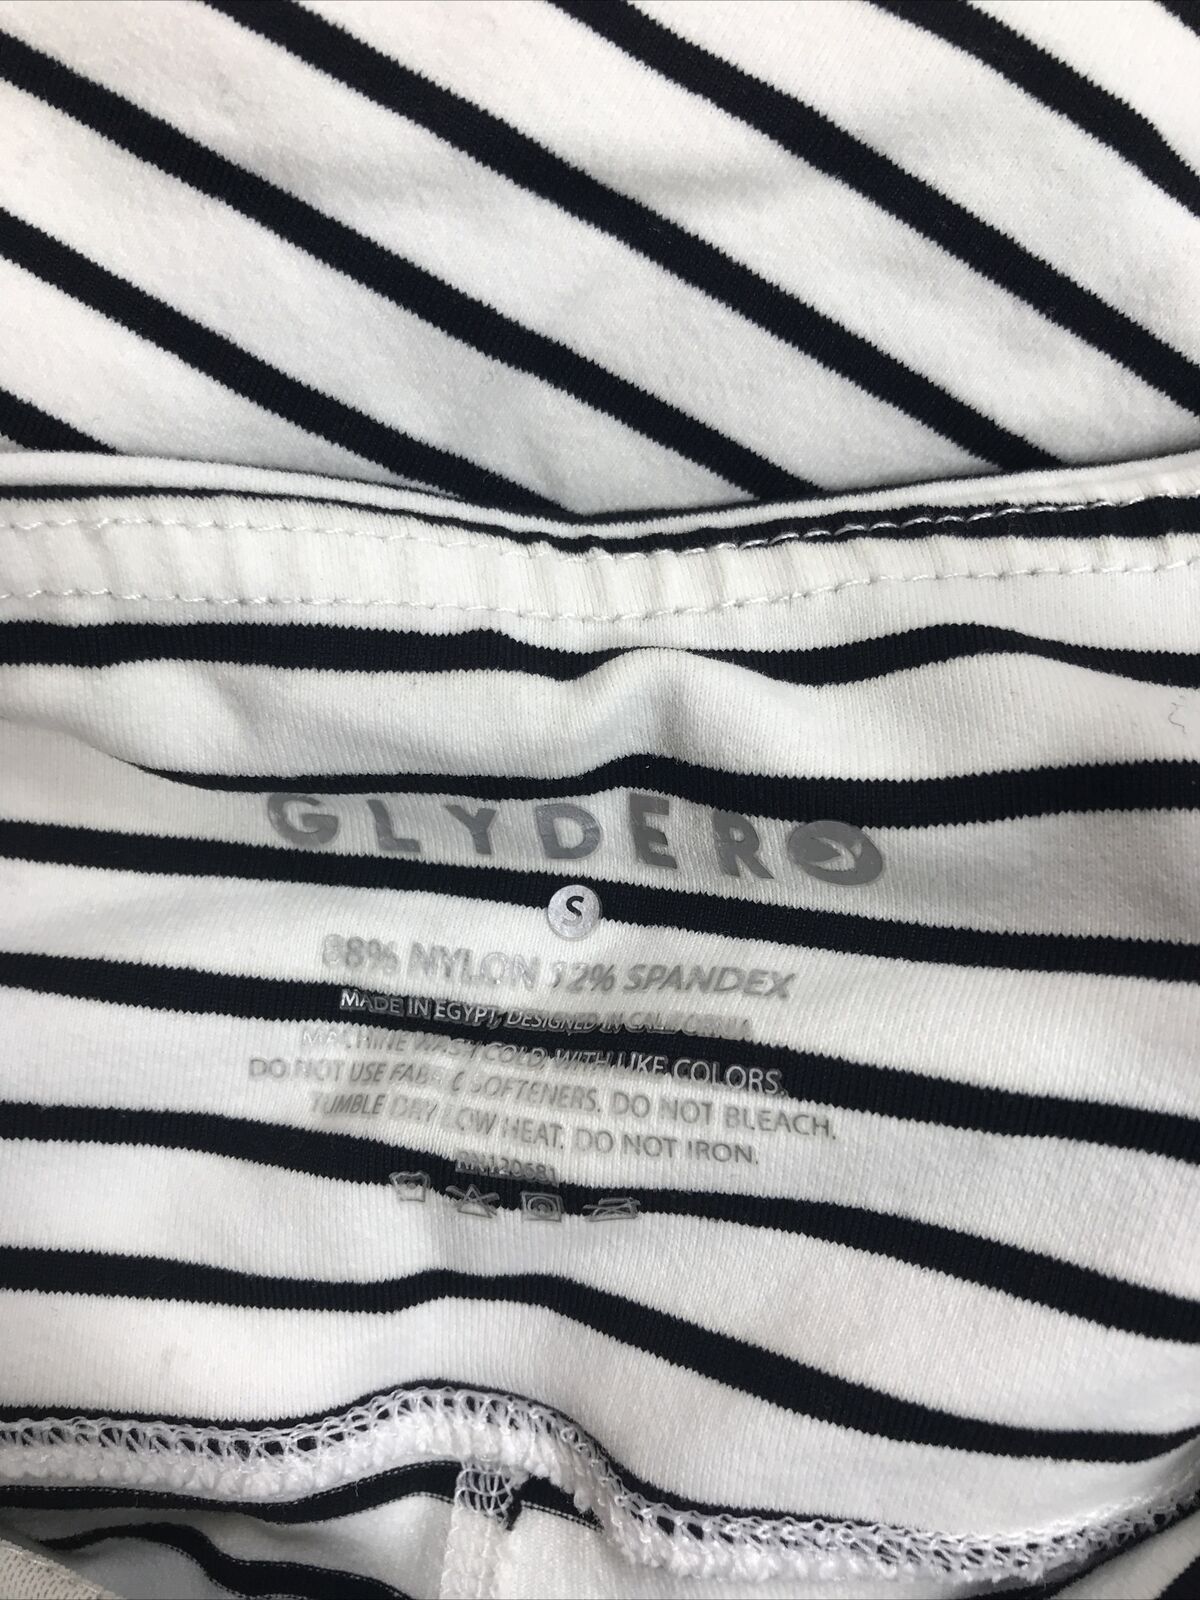 GLYDER
S
88% NYLON 12% SPANDEX
MADE IN EGYPT, DESIGNED IN CALIFORNIA
MACHINE WASH COLD, WITH LIKE COLORS.
DO NOT USE FABRIC SOFTENERS. DO NOT BLEACH.
TUMBLE DRY LOW HEAT. DO NOT IRON.
RN120681